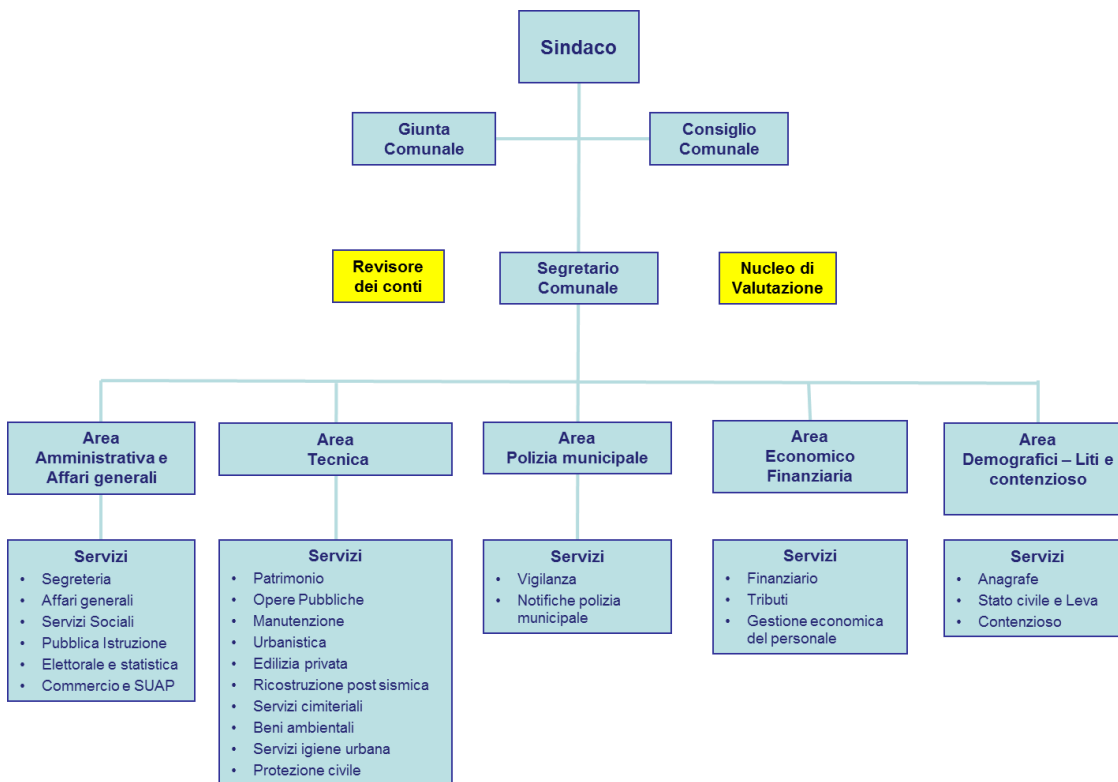 Sindaco
Giunta
Comunale
Consiglio
Comunale
Revisore
dei conti
Segretario
Comunale
Nucleo di
Valutazione
Area
Amministrativa e
Affari generali
Area
Tecnica
Area
Polizia municipale
Area
Economico
Finanziaria
Area
Demografici – Liti e
contenzioso
Servizi
• Segreteria
• Affari generali
• Servizi Sociali
• Pubblica Istruzione
• Elettorale e statistica
• Commercio e SUAP
Servizi
• Patrimonio
• Opere Pubbliche
• Manutenzione
• Urbanistica
• Edilizia privata
• Ricostruzione post sismica
• Servizi cimiteriali
• Beni ambientali
• Servizi igiene urbana
• Protezione civile
Servizi
• Vigilanza
• Notifiche polizia
municipale
Servizi
• Finanziario
• Tributi
• Gestione economica
del personale
Servizi
• Anagrafe
• Stato civile e Leva
• Contenzioso